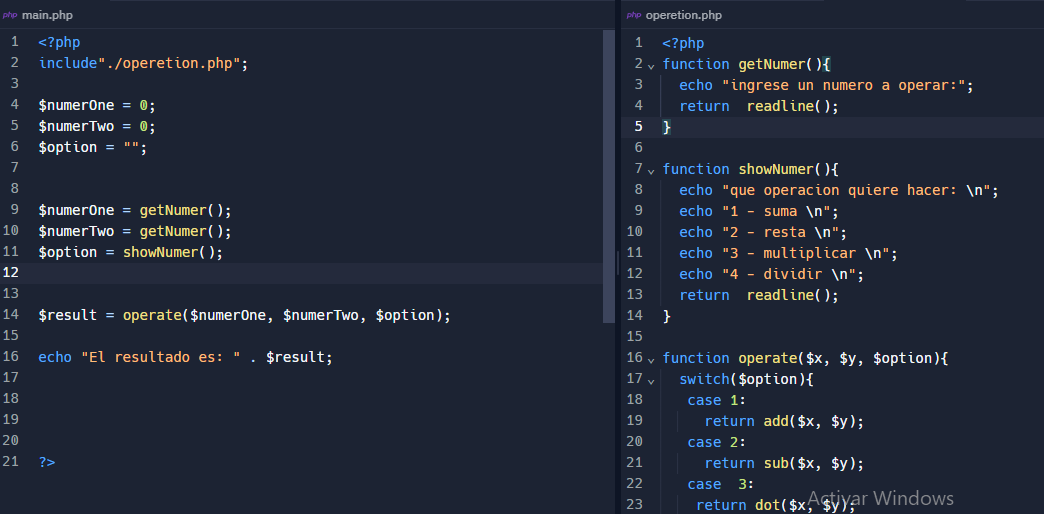 php main.php
1 <?php
2 include"./operetion.php";
3
4 $numerOne = 0;
5 $numerTwo = 0;
6 $option = "";
7
8
9 $numerOne = getNumer();
10 $numerTwo = getNumer();
11 $option = showNumer();
12
13
14 $result = operate($numerOne, $numerTwo, $option);
15
16 echo "El resultado es: " . $result;
17
18
19
20
21 ?>
php operetion.php
1 <?php
2 function getNumer(){
3 echo "ingrese un numero a operar:";
4 return  readline();
5 }
6
7 function showNumer(){
8 echo "que operacion quiere hacer: \n";
9 echo "1 - suma \n";
10 echo "2 - resta \n";
11 echo "3 - multiplicar \n";
12 echo "4 - dividir \n";
13 return  readline();
14 }
15
16 function operate($x, $y, $option){
17 switch($option){
18 case 1:
19 return add($x, $y);
20 case 2:
21 return sub($x, $y);
22 case  3:
23 return dot($x, $y);
Activar Windows